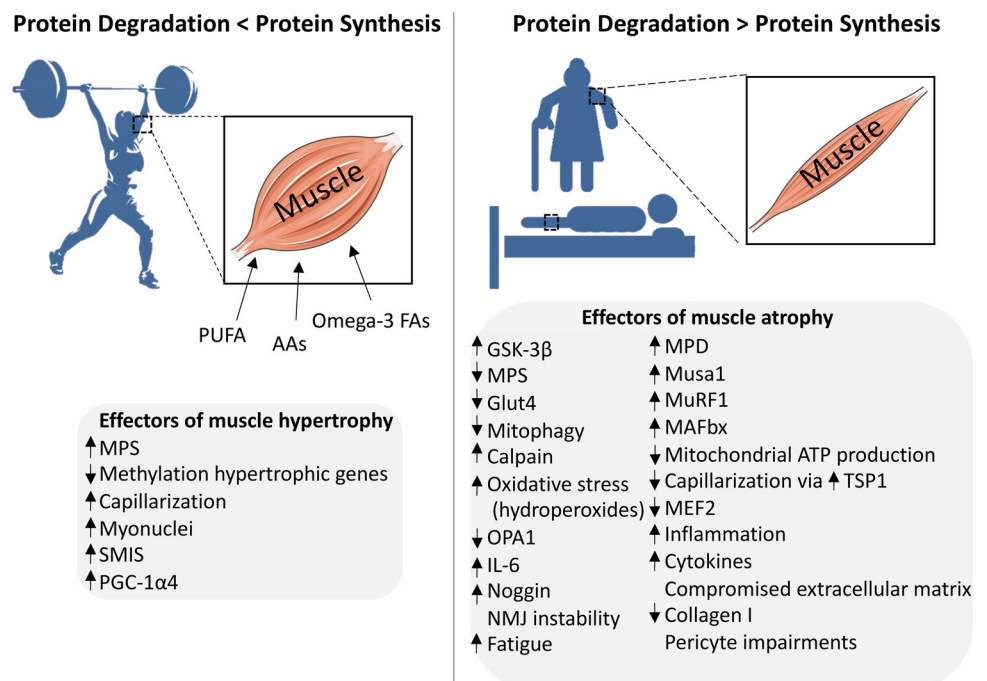 Protein Degradation < Protein Synthesis
Muscle
PUFA
AAs
Omega-3 FAs
Effectors of muscle hypertrophy
↑MPS
↓Methylation hypertrophic genes
↑Capillarization
↑Myonuclei
↑SMIS
↑PGC-1α4
Protein Degradation > Protein Synthesis
Muscle
Effectors of muscle atrophy
↑GSK-3β
↓MPS
↓Glut4
↓Mitophagy
↑Calpain
↑Oxidative stress
(hydroperoxides)
↓OPA1
↑IL-6
↑Noggin
NMJ instability
↑Fatigue
↑MPD
↑Musa1
↑MuRF1
↑MAFbx
↓Mitochondrial ATP production
↓Capillarization via ↑TSP1
↓MEF2
↑Inflammation
↑Cytokines
Compromised extracellular matrix
↓Collagen I
Pericyte impairments